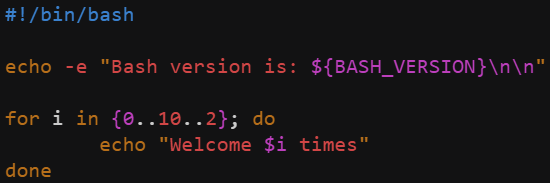 #!/bin/bash
echo -e "Bash version is: ${BASH_VERSION}\n\n"
for i in {0..10..2}; do
echo "Welcome $i times"
done